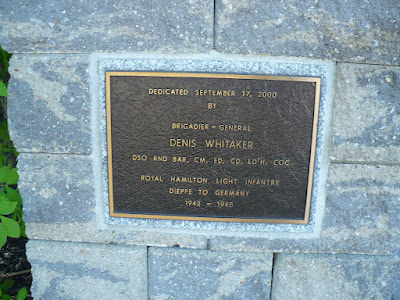 DEDICATED SEPTEMBER 17, 2000
BY
BRIGADIER - GENERAL
DENIS WHITAKER
DSO AND BAR, CM, ED, CD, LD'H, COC
ROYAL HAMILTON LIGHT INFANTRY
DIEPPE TO GERMANY
1942 - 1945